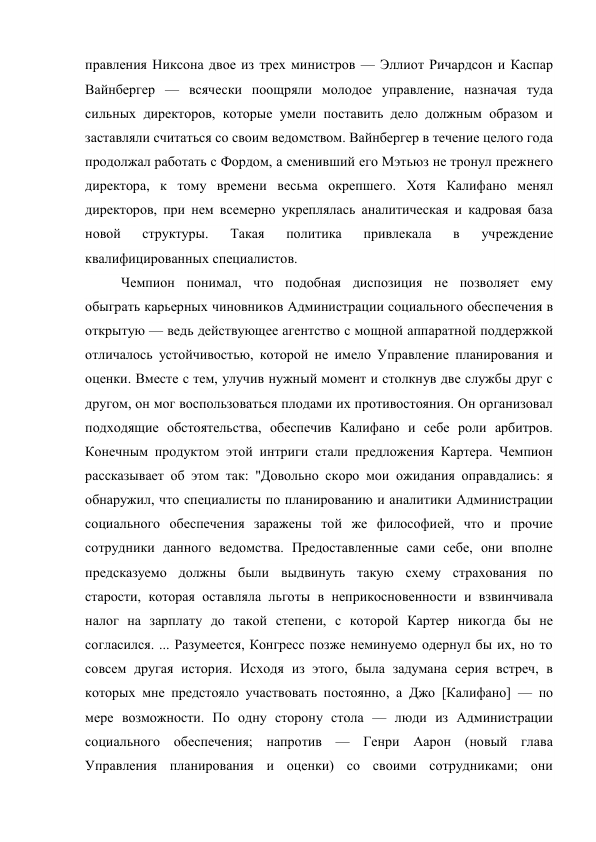 правления Никсона двое из трех министров — Эллиот Ричардсон и Каспар
Вайнбергер — всячески поощряли молодое управление, назначая туда
сильных директоров, которые умели поставить дело должным образом и
заставляли считаться со своим ведомством. Вайнбергер в течение целого года
продолжал работать с Фордом, а сменивший его Мэтьюз не тронул прежнего
директора, к тому времени весьма окрепшего. Хотя Калифано менял
директоров, при нем всемерно укреплялась аналитическая и кадровая база
новой структуры. Такая политика привлекала в учреждение
квалифицированных специалистов.
Чемпион понимал, что подобная диспозиция не позволяет ему
обыграть карьерных чиновников Администрации социального обеспечения в
открытую — ведь действующее агентство с мощной аппаратной поддержкой
отличалось устойчивостью, которой не имело Управление планирования и
оценки. Вместе с тем, улучив нужный момент и столкнув две службы друг с
другом, он мог воспользоваться плодами их противостояния. Он организовал
подходящие обстоятельства, обеспечив Калифано и себе роли арбитров.
Конечным продуктом этой интриги стали предложения Картера. Чемпион
рассказывает об этом так: "Довольно скоро мои ожидания оправдались: я
обнаружил, что специалисты по планированию и аналитики Администрации
социального обеспечения заражены той же философией, что и прочие
сотрудники данного ведомства. Предоставленные сами себе, они вполне
предсказуемо должны были выдвинуть такую схему страхования по
старости, которая оставляла льготы в неприкосновенности и взвинчивала
налог на зарплату до такой степени, с которой Картер никогда бы не
согласился. ... Разумеется, Конгресс позже неминуемо одернул бы их, но то
совсем другая история. Исходя из этого, была задумана серия встреч, в
которых мне предстояло участвовать постоянно, а Джо [Калифано] — по
мере возможности. По одну сторону стола — люди из Администрации
социального обеспечения; напротив — Генри Аарон (новый глава
Управления планирования и оценки) со своими сотрудниками; они